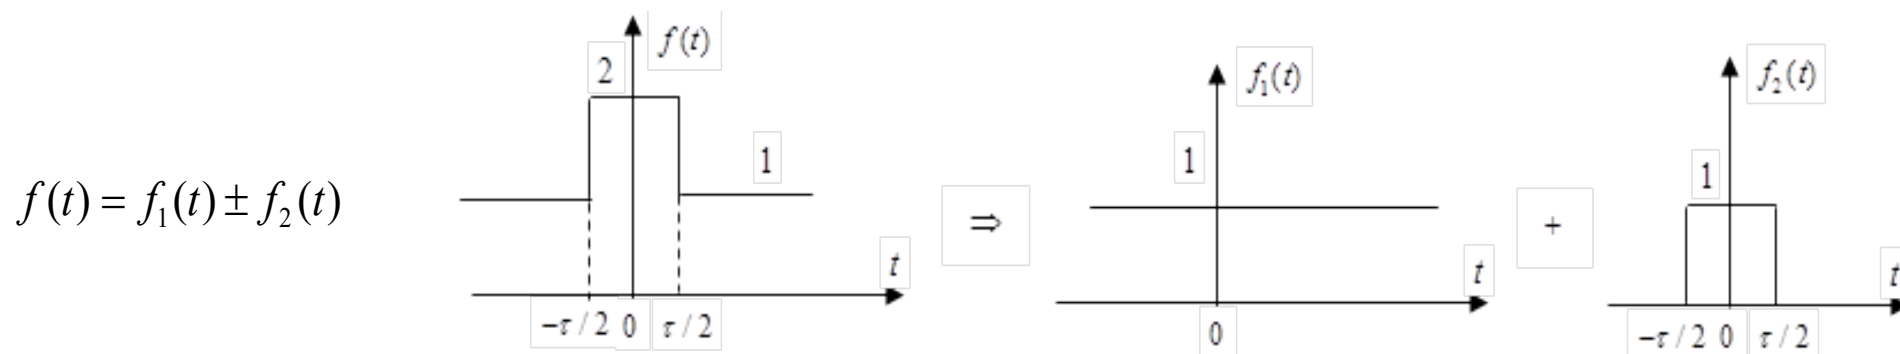 f(t) = f₁(t) ± f₂(t)
f(t)
2
1
t
−τ / 2 0 τ / 2
⇒
f₁(t)
1
t
0
+
f₂(t)
1
t
−τ / 2 0 τ / 2